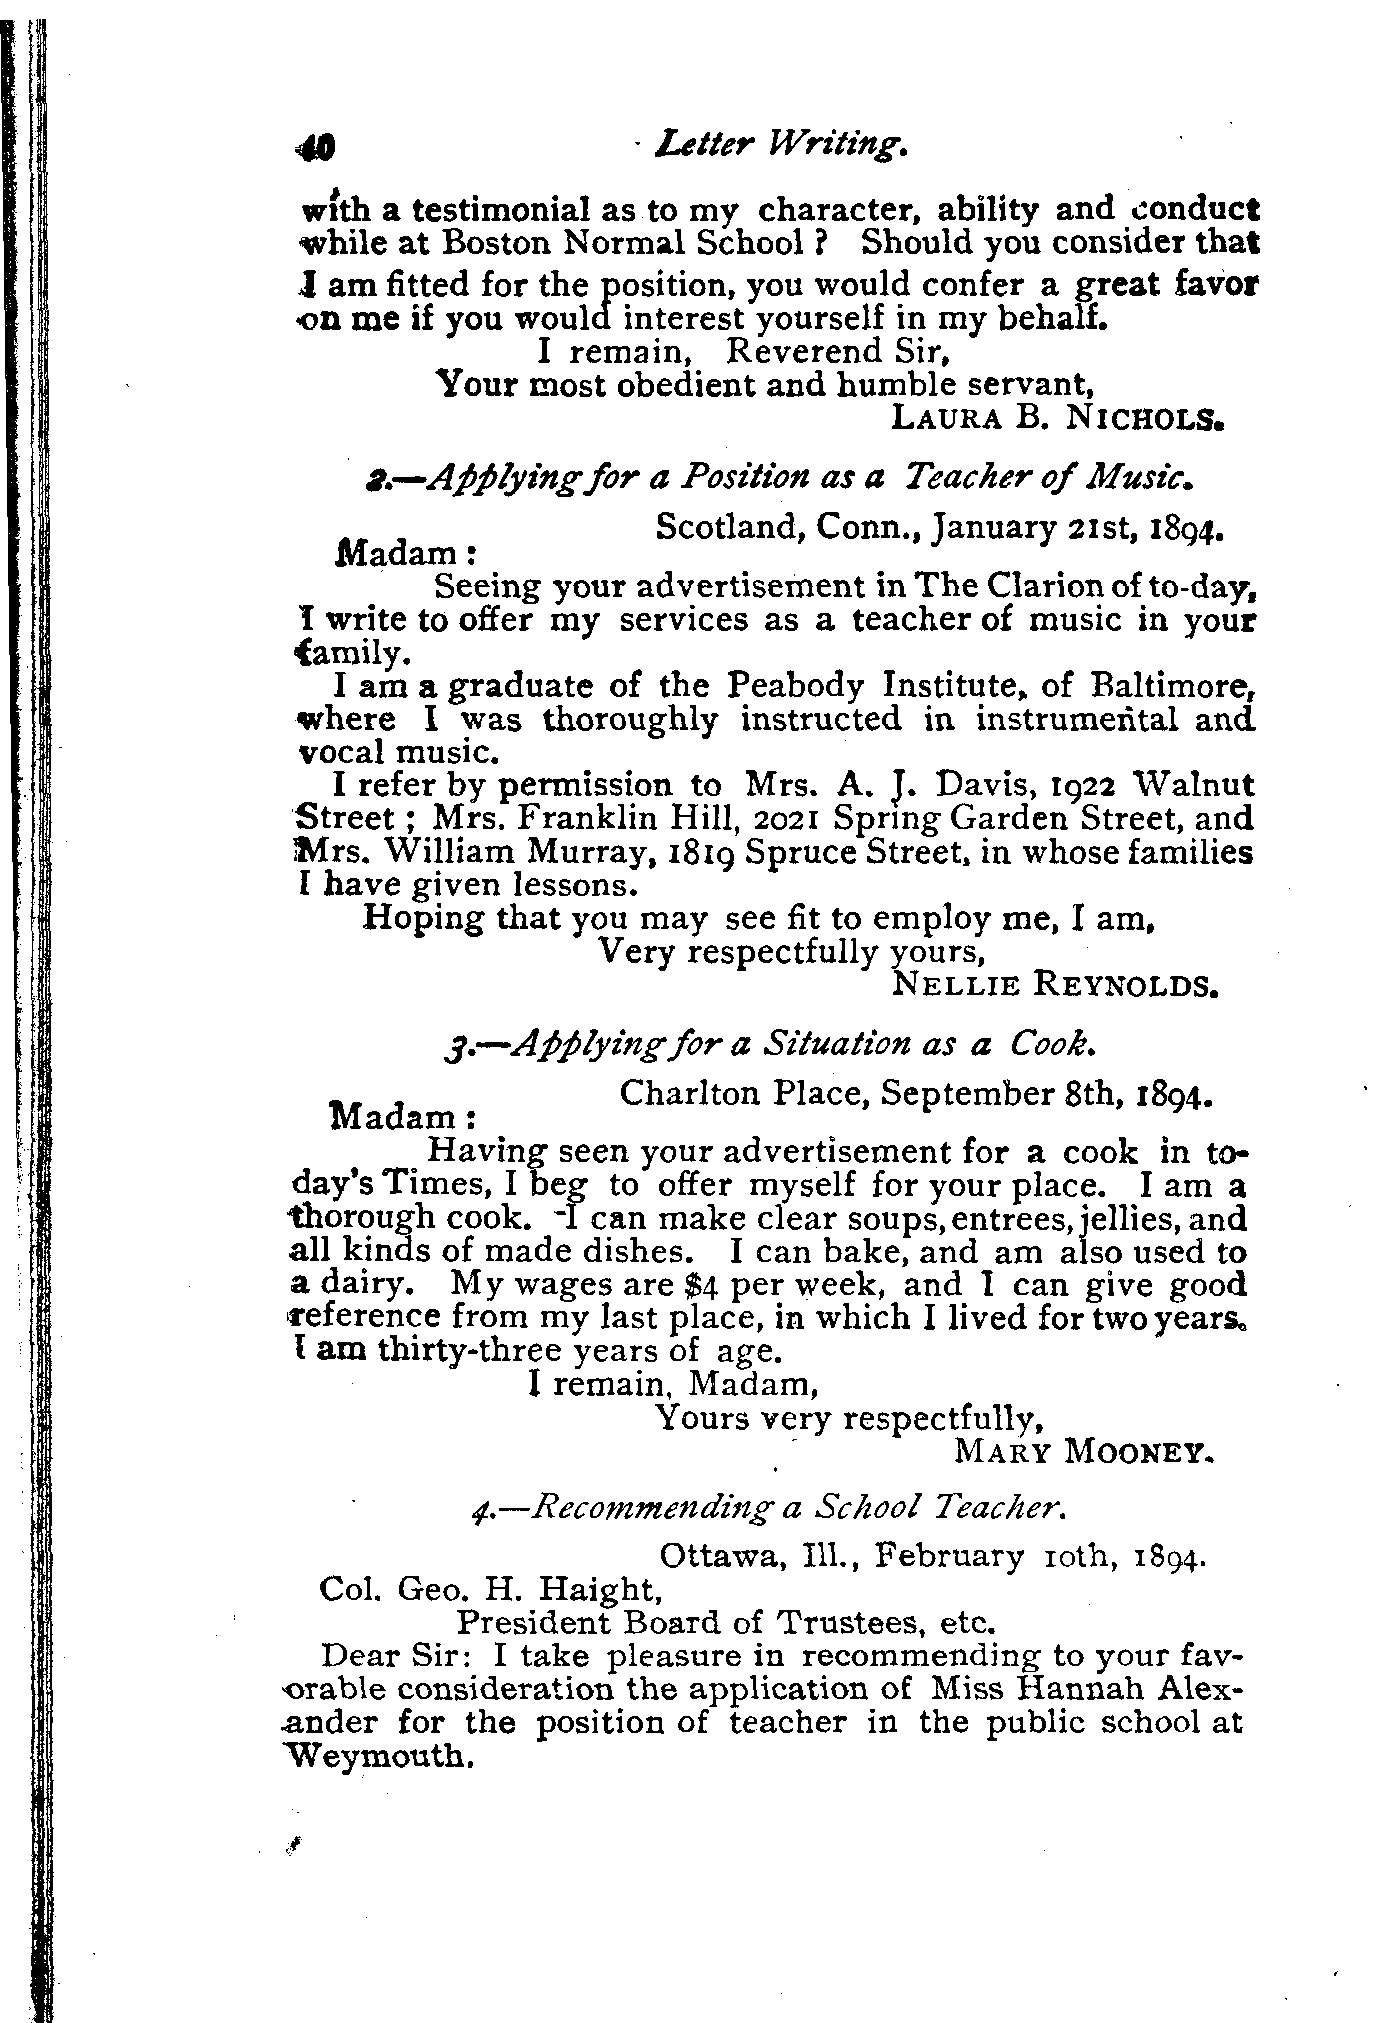 40 Letter Writing.
with a testimonial as to my character, ability and conduct
while at Boston Normal School ? Should you consider that
I am fitted for the position, you would confer a great favor
on me if you would interest yourself in my behalf.
I remain, Reverend Sir,
Your most obedient and humble servant,
LAURA B. NICHOLS.
2.—Applying for a Position as a Teacher of Music.
Scotland, Conn., January 21st, 1894.
Madam :
Seeing your advertisement in The Clarion of to-day,
I write to offer my services as a teacher of music in your
family.
I am a graduate of the Peabody Institute, of Baltimore,
where I was thoroughly instructed in instrumental and
vocal music.
I refer by permission to Mrs. A. J. Davis, 1922 Walnut
Street ; Mrs. Franklin Hill, 2021 Spring Garden Street, and
Mrs. William Murray, 1819 Spruce Street, in whose families
I have given lessons.
Hoping that you may see fit to employ me, I am,
Very respectfully yours,
NELLIE REYNOLDS.
3.—Applying for a Situation as a Cook.
Charlton Place, September 8th, 1894.
Madam :
Having seen your advertisement for a cook in to-
day's Times, I beg to offer myself for your place. I am a
thorough cook. I can make clear soups, entrees, jellies, and
all kinds of made dishes. I can bake, and am also used to
a dairy. My wages are $4 per week, and I can give good
reference from my last place, in which I lived for two years.
I am thirty-three years of age.
I remain, Madam,
Yours very respectfully,
MARY MOONEY.
4.—Recommending a School Teacher.
Ottawa, Ill., February 10th, 1894.
Col. Geo. H. Haight,
President Board of Trustees, etc.
Dear Sir: I take pleasure in recommending to your fav-
orable consideration the application of Miss Hannah Alex-
ander for the position of teacher in the public school at
Weymouth.